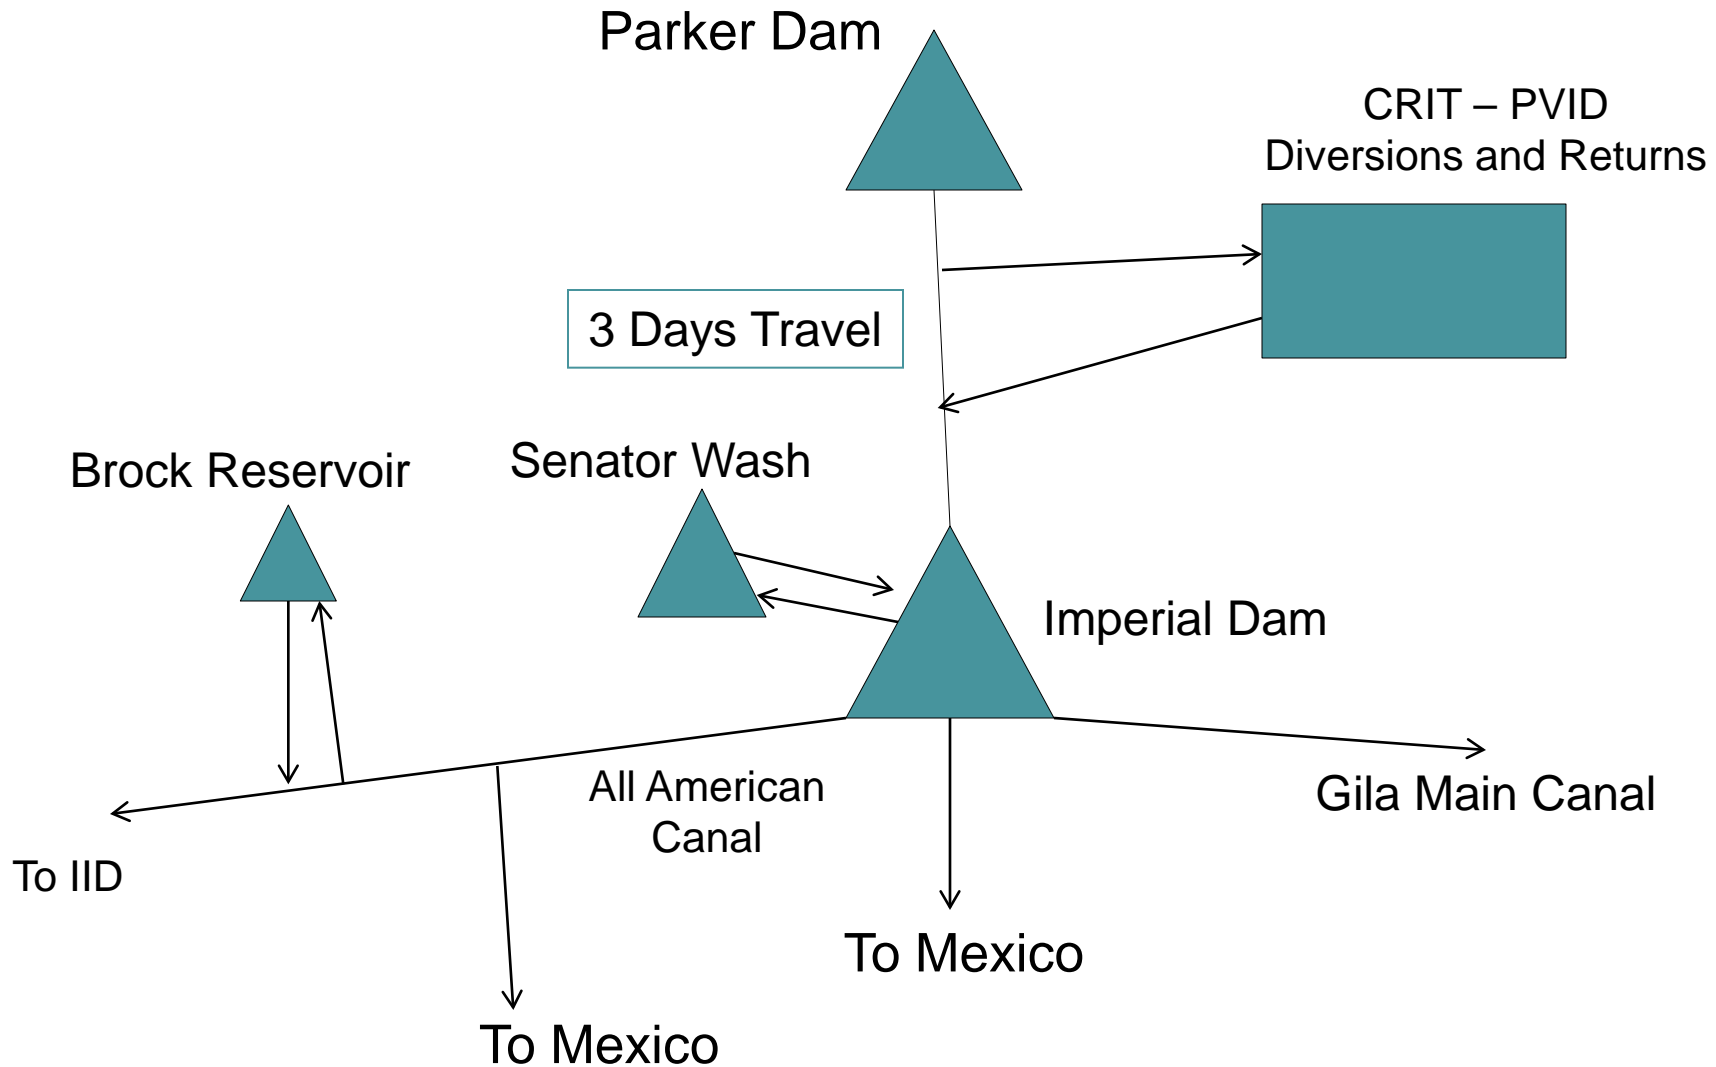 Parker Dam
CRIT – PVID
Diversions and Returns
3 Days Travel
Senator Wash
Brock Reservoir
Imperial Dam
All American
Canal
Gila Main Canal
To IID
To Mexico
To Mexico